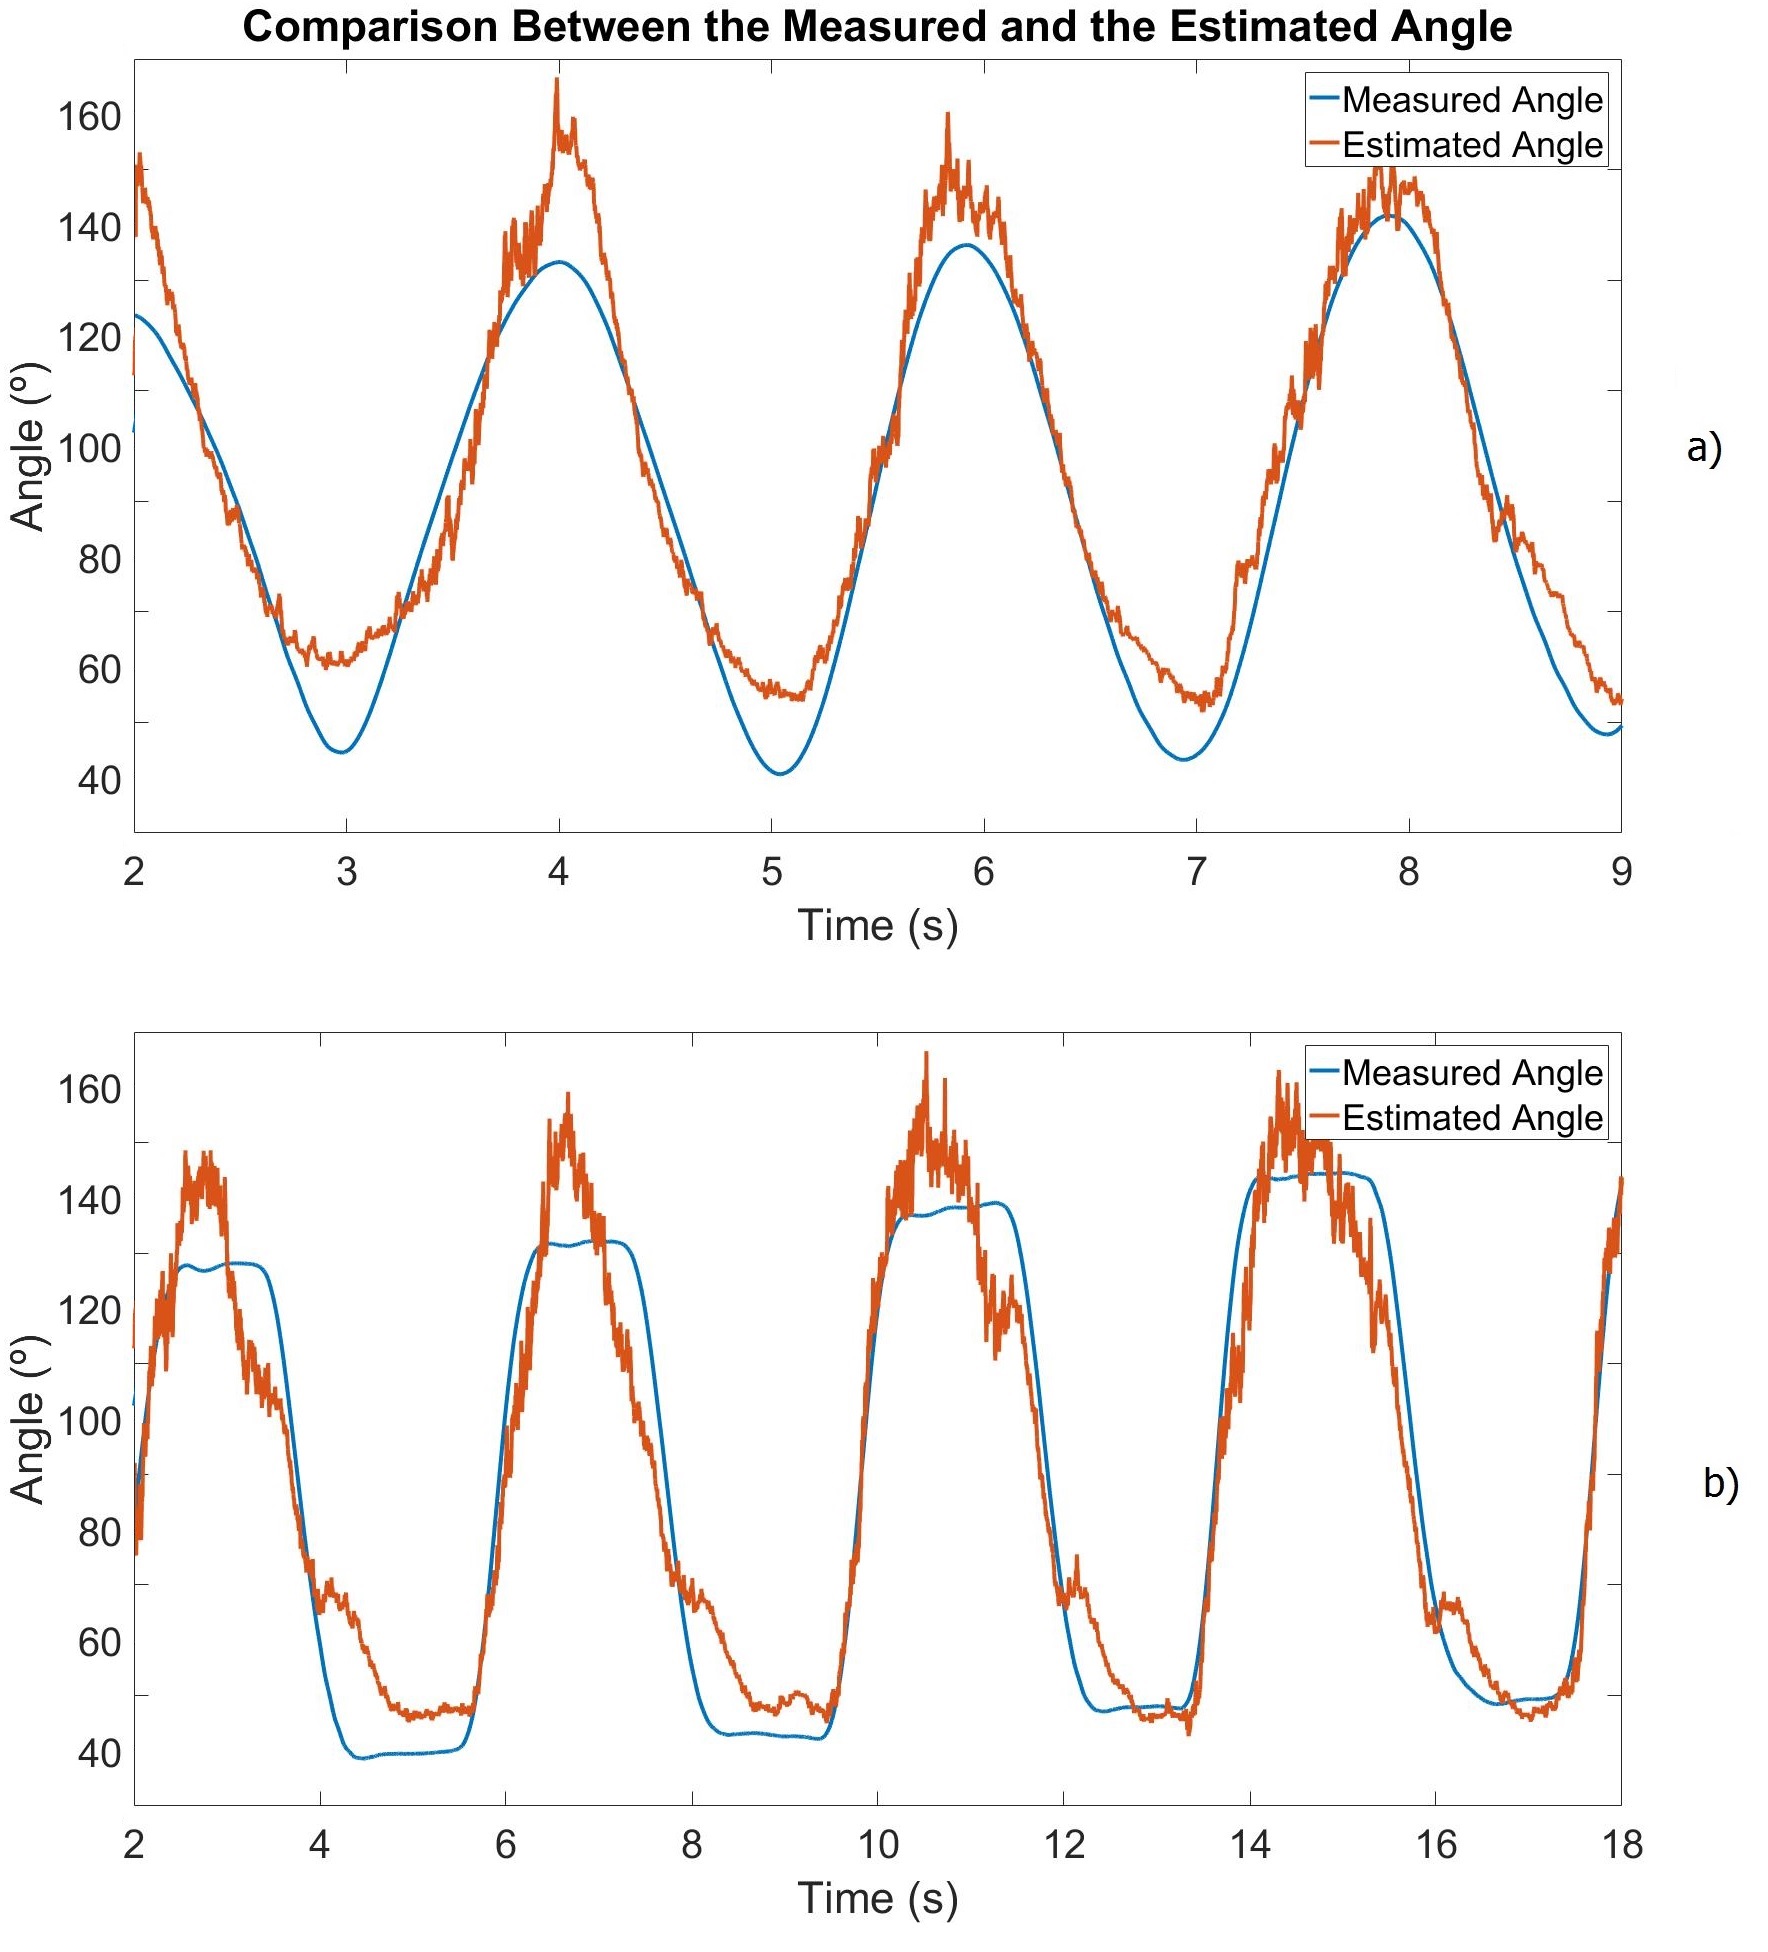 Comparison Between the Measured and the Estimated Angle
Measured Angle
Estimated Angle
160
140
120
100
80
60
40
Angle (º)
a)
2 3 4 5 6 7 8 9
Time (s)
Measured Angle
Estimated Angle
160
140
120
100
80
60
40
Angle (º)
b)
2 4 6 8 10 12 14 16 18
Time (s)